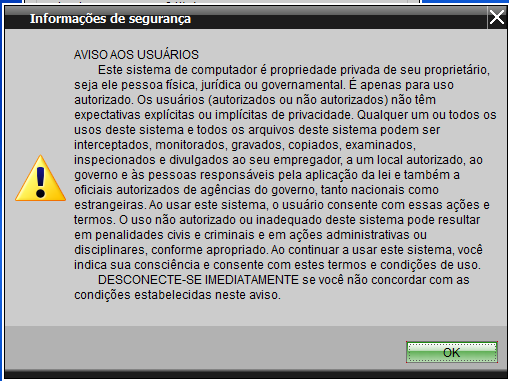 Informações de segurança
AVISO AOS USUÁRIOS
Este sistema de computador é propriedade privada de seu proprietário,
seja ele pessoa física, jurídica ou governamental. É apenas para uso
autorizado. Os usuários (autorizados ou não autorizados) não têm
expectativas explícitas ou implícitas de privacidade. Qualquer um ou todos os
usos deste sistema e todos os arquivos deste sistema podem ser
interceptados, monitorados, gravados, copiados, examinados,
inspecionados e divulgados ao seu empregador, a um local autorizado, ao
governo e às pessoas responsáveis pela aplicação da lei e também a
oficiais autorizados de agências do governo, tanto nacionais como
estrangeiras. Ao usar este sistema, o usuário consente com essas ações e
termos. O uso não autorizado ou inadequado deste sistema pode resultar
em penalidades civis e criminais e em ações administrativas ou
disciplinares, conforme apropriado. Ao continuar a usar este sistema, você
indica sua consciência e consente com estes termos e condições de uso.
DESCONECTE-SE IMEDIATAMENTE se você não concordar com as
condições estabelecidas neste aviso.
OK